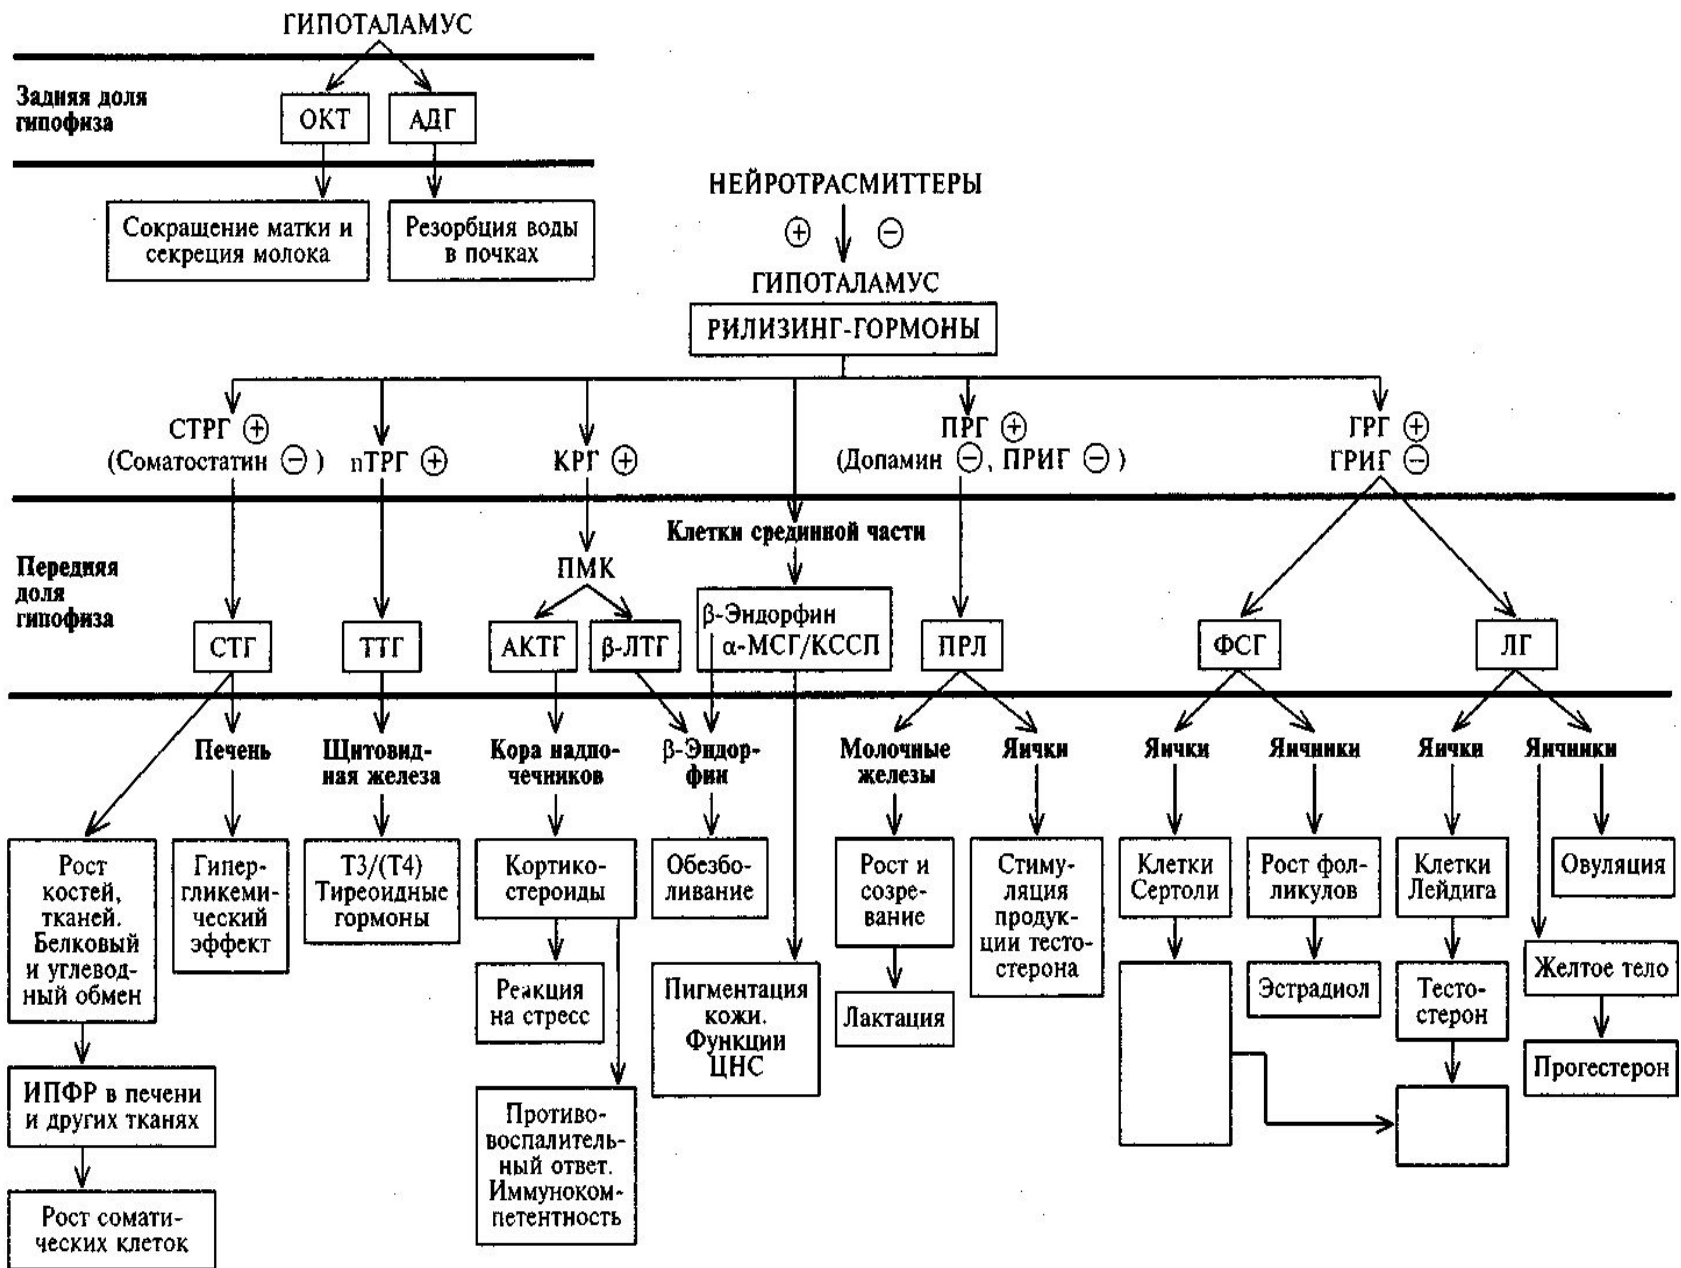 ГИПОТАЛАМУС
Задняя доля
гипофиза
ОКТ
АДГ
Сокращение матки и
секреция молока
Резорбция воды
в почках
НЕЙРОТРАСМИТТЕРЫ
+ −
ГИПОТАЛАМУС
РИЛИЗИНГ-ГОРМОНЫ
СТРГ +
(Соматостатин −)
пТРГ +
КРГ +
ПРГ +
(Допамин −, ПРИГ −)
ГРГ +
ГРИГ −
Клетки срединной части
Передняя
доля
гипофиза
ПМК
СТГ
ТТГ
АКТГ
β-ЛТГ
β-Эндорфин
α-МСГ/КССП
ПРЛ
ФСГ
ЛГ
Печень
Щитовид-
ная железа
Кора надпо-
чечников
β-Эндор-
фин
Молочные
железы
Яички
Яички
Яичники
Яички
Яичники
Рост
костей,
тканей.
Белковый
и углевод-
ный обмен
Гипер-
гликеми-
ческий
эффект
Т3/(Т4)
Тиреоидные
гормоны
Кортико-
стероиды
Обезбо-
ливание
Рост и
созре-
вание
Стиму-
ляция
продук-
ции тесто-
стерона
Клетки
Сертоли
Рост фол-
ликулов
Клетки
Лейдига
Овуляция
Реакция
на стресс
Пигментация
кожи.
Функции
ЦНС
Лактация
Эстрадиол
Тесто-
стерон
Желтое тело
Прогестерон
ИПФР в печени
и других тканях
Противо-
воспалитель-
ный ответ.
Иммуноком-
петентность
Рост сомати-
ческих клеток